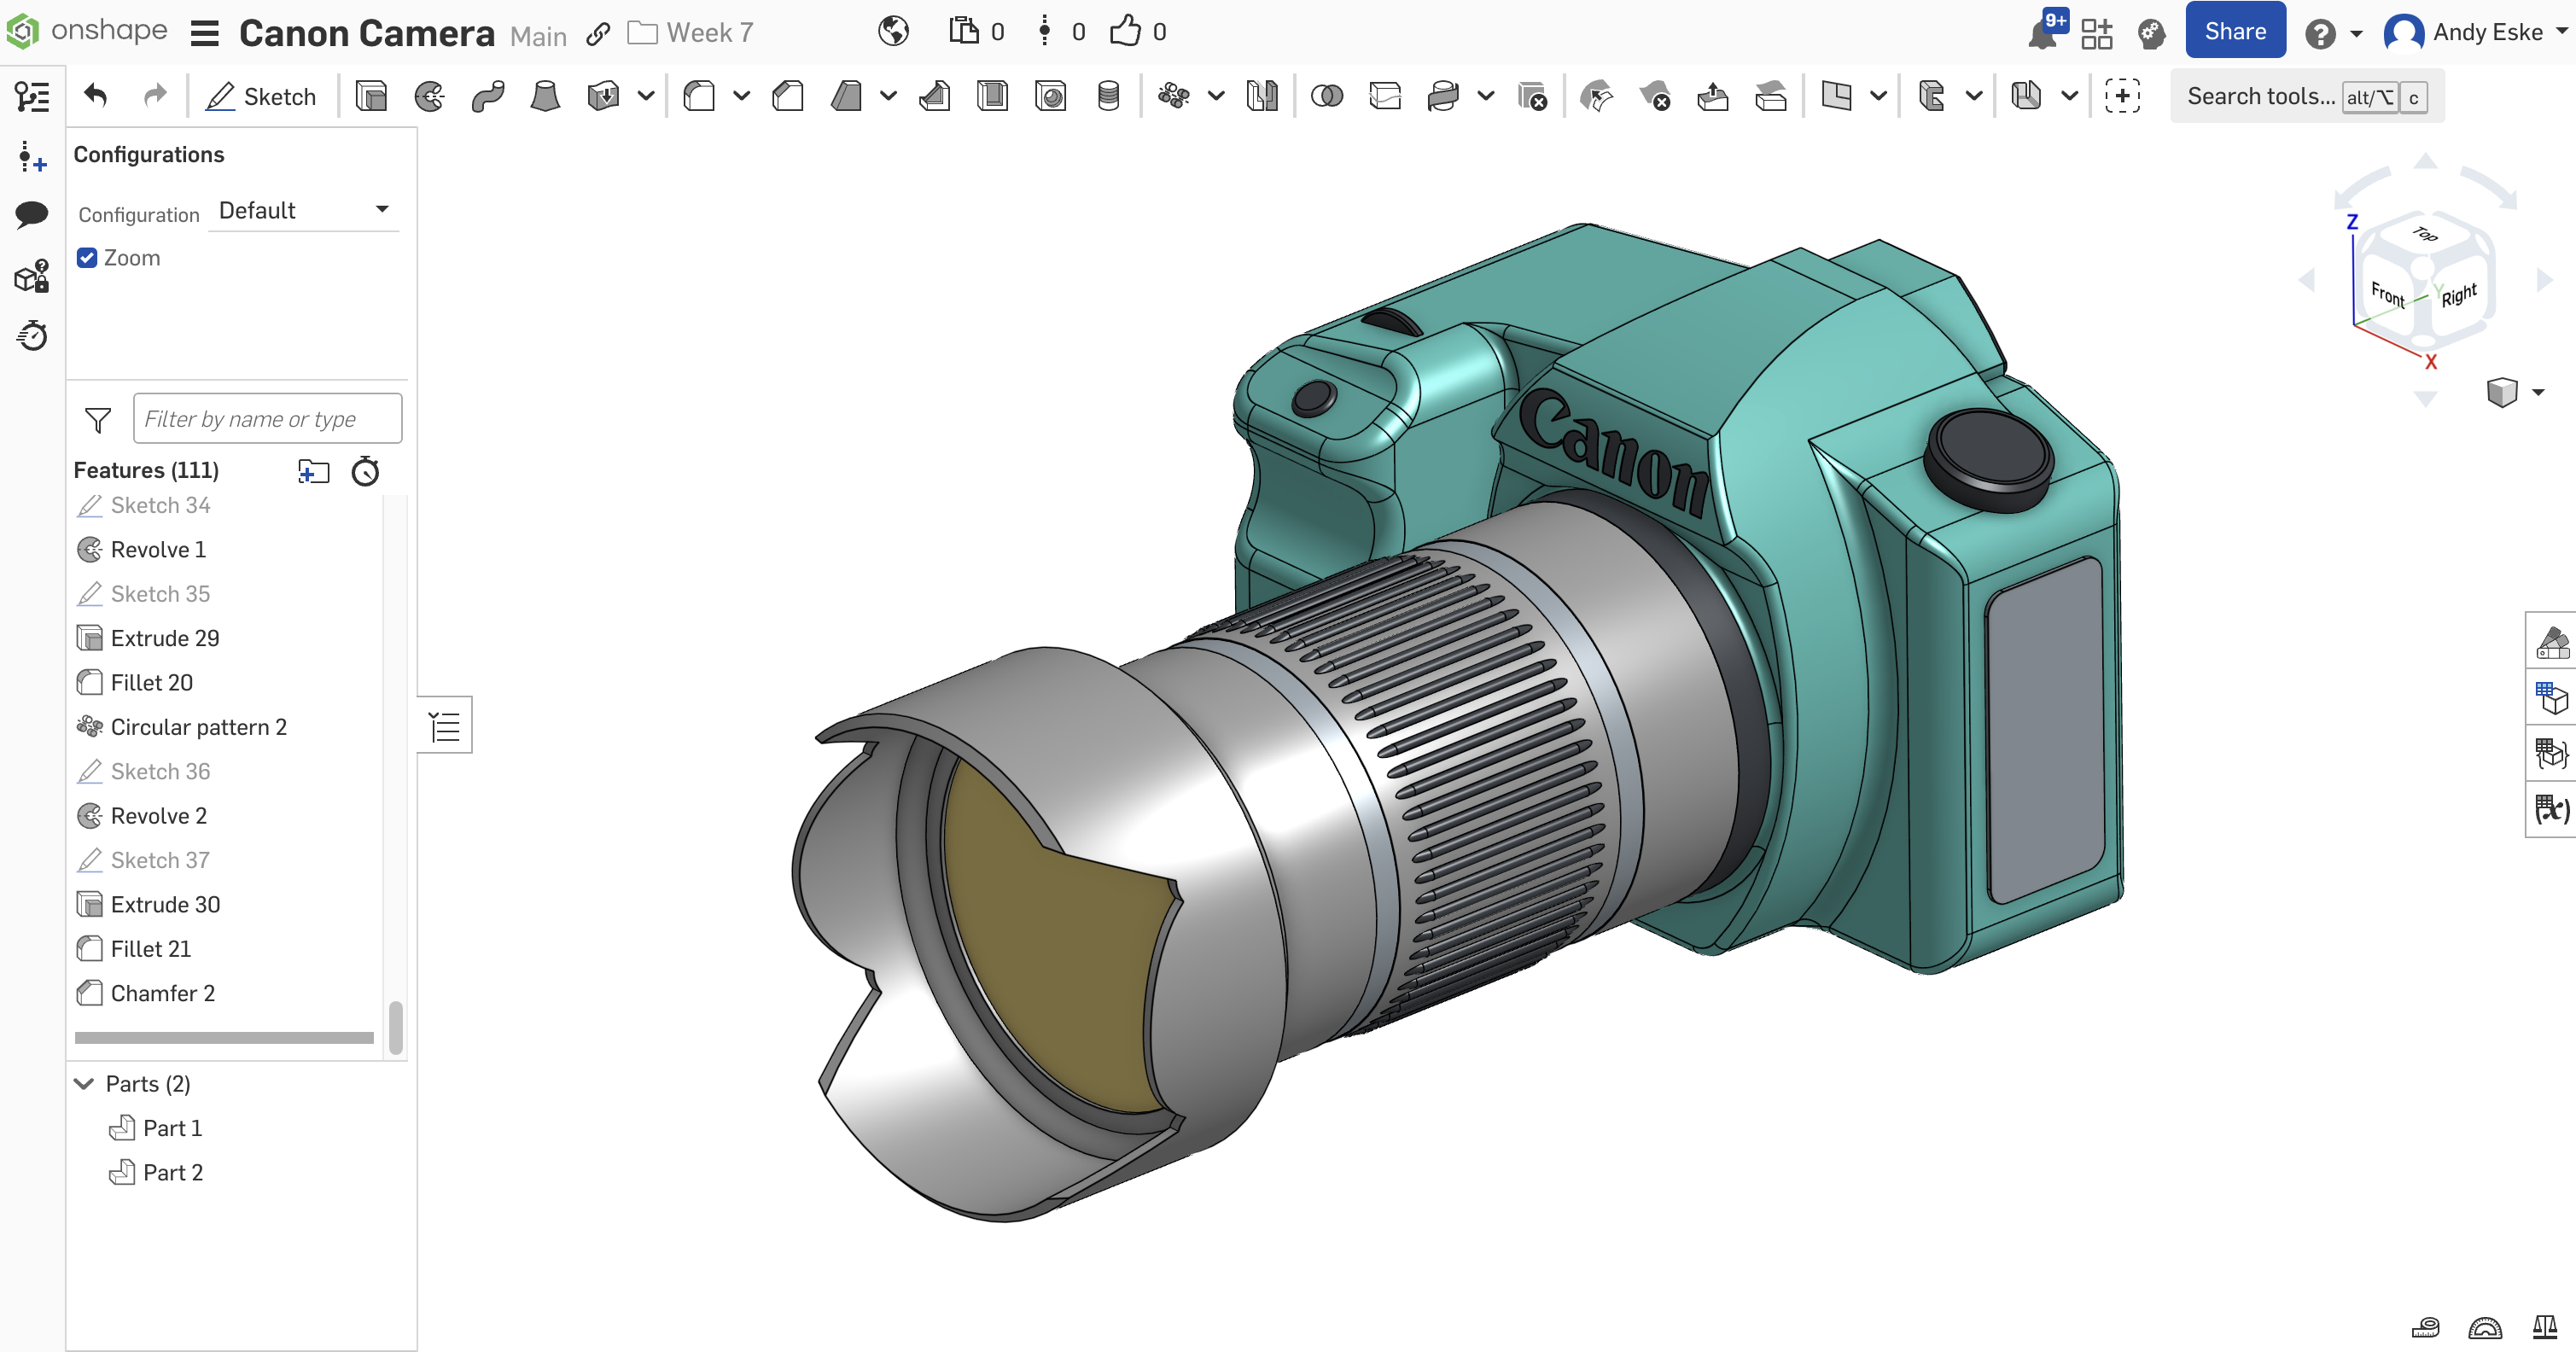 onshape Canon Camera Main Week 7 0 0 0 9+ Share Andy Eske
Sketch Search tools... alt/⌥ c
Configurations
Configuration Default
Zoom
Filter by name or type
Features (111)
Sketch 34
Revolve 1
Sketch 35
Extrude 29
Fillet 20
Circular pattern 2
Sketch 36
Revolve 2
Sketch 37
Extrude 30
Fillet 21
Chamfer 2
Parts (2)
Part 1
Part 2
Canon
Z
Top
Front Y Right
X
(x)